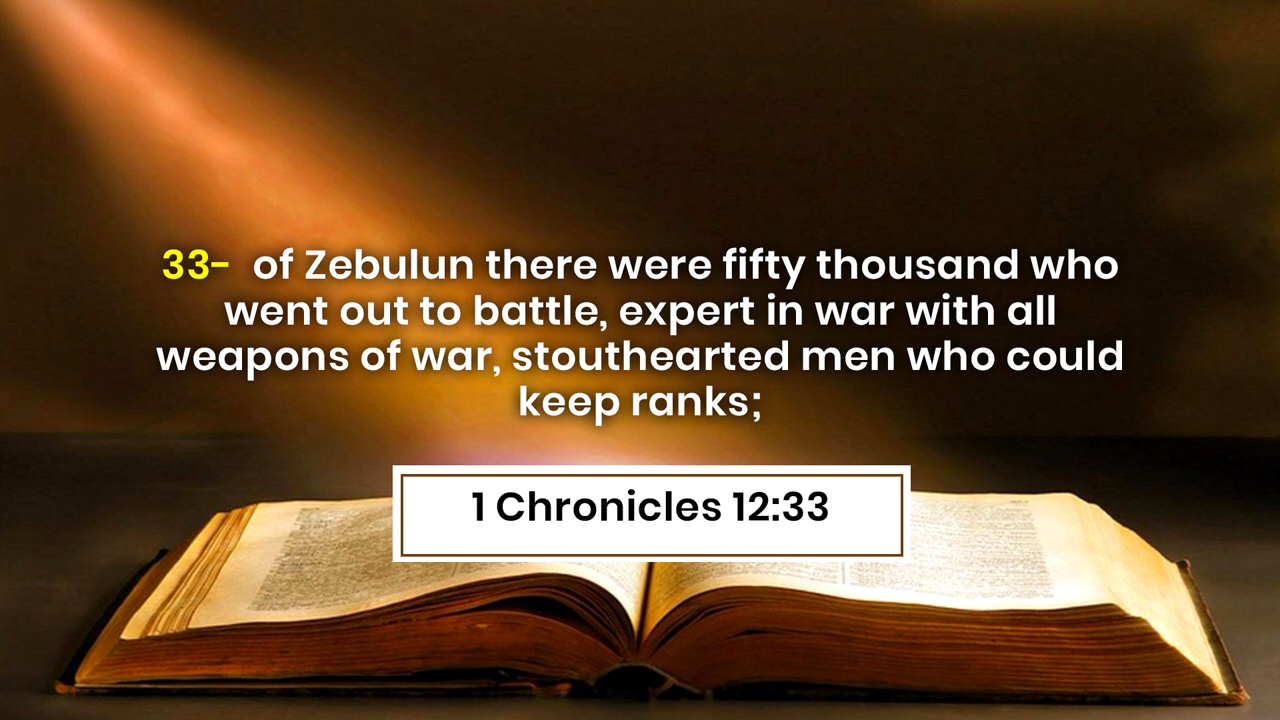 33- of Zebulun there were fifty thousand who
went out to battle, expert in war with all
weapons of war, stouthearted men who could
keep ranks;
1 Chronicles 12:33